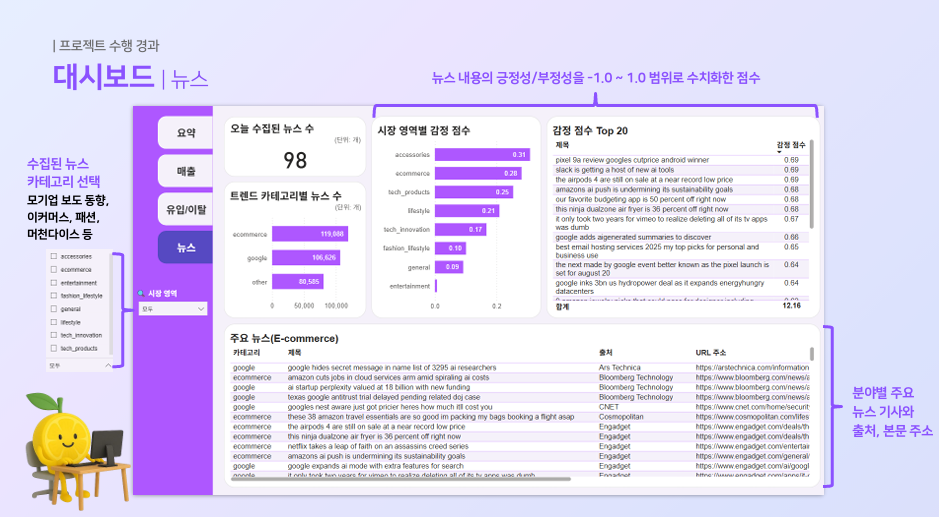 | 프로젝트 수행 경과
대시보드 | 뉴스
뉴스 내용의 긍정성/부정성을 -1.0 ~ 1.0 범위로 수치화한 점수
수집된 뉴스
카테고리 선택
모기업 보도 동향,
이커머스, 패션,
머천다이스 등
accessories
ecommerce
entertainment
fashion_lifestyle
general
lifestyle
tech_innovation
tech_products
모두
요약
매출
유입/이탈
뉴스
시장 영역
모두
오늘 수집된 뉴스 수
(단위: 개)
98
트렌드 카테고리별 뉴스 수
(단위: 개)
ecommerce 119,088
google 106,626
other 80,585
0 50,000 100,000
시장 영역별 감정 점수
accessories 0.31
ecommerce 0.28
tech_products 0.25
lifestyle 0.21
tech_innovation 0.17
fashion_lifestyle 0.10
general 0.09
entertainment
0.0 0.2
감정 점수 Top 20
제목 감정 점수
pixel 9a review googles cutprice android winner 0.69
slack is getting a host of new ai tools 0.69
the airpods 4 are still on sale at a near record low price 0.69
amazons ai push is undermining its sustainability goals 0.68
our favorite budgeting app is 50 percent off right now 0.68
this ninja dualzone air fryer is 36 percent off right now 0.68
it only took two years for vimeo to realize deleting all of its tv apps 0.67
was dumb
google adds aigenerated summaries to discover 0.66
best email hosting services 2025 my top picks for personal and 0.65
business use
the next made by google event better known as the pixel launch is 0.64
set for august 20
google inks 3bn us hydropower deal as it expands energyhungry 0.64
datacenters
합계 12.16
주요 뉴스(E-commerce)
카테고리 제목 출처 URL 주소
google google hides secret message in name list of 3295 ai researchers Ars Technica https://arstechnica.com/information
ecommerce amazon cuts jobs in cloud services arm amid spiraling ai costs Bloomberg Technology https://www.bloomberg.com/news/a
google ai startup perplexity valued at 18 billion with new funding Bloomberg Technology https://www.bloomberg.com/news/a
google texas google antitrust trial delayed pending related doj case Bloomberg Technology https://www.bloomberg.com/news/a
google googles nest aware just got pricier heres how much itll cost you CNET https://www.cnet.com/home/securit
ecommerce these 38 amazon travel essentials are so good im packing my bags booking a flight asap Cosmopolitan https://www.cosmopolitan.com/lifes
ecommerce the airpods 4 are still on sale at a near record low price Engadget https://www.engadget.com/deals/th
ecommerce this ninja dualzone air fryer is 36 percent off right now Engadget https://www.engadget.com/deals/th
ecommerce netflix takes a leap of faith on an assassins creed series Engadget https://www.engadget.com/entertai
ecommerce amazons ai push is undermining its sustainability goals Engadget https://www.engadget.com/general/
google google expands ai mode with extra features for search Engadget https://www.engadget.com/ai/googl
google it only took two years for vimeo to realize deleting all of its tv apps was dumb Engadget
분야별 주요
뉴스 기사와
출처, 본문 주소